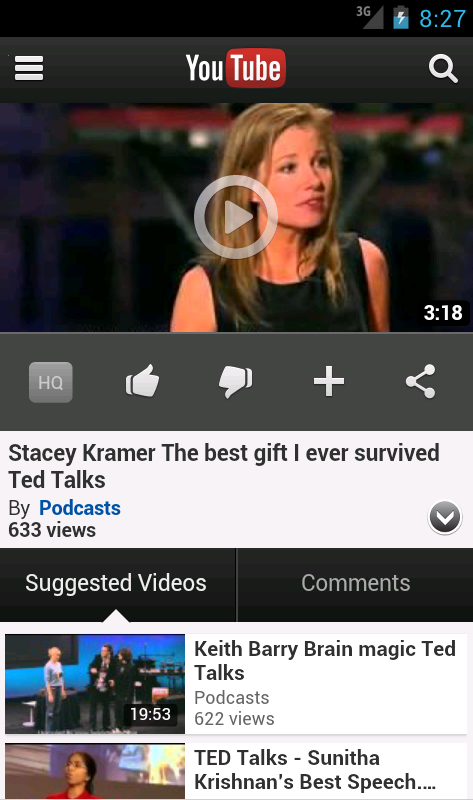 3G 8:27
YouTube
3:18
HQ
Stacey Kramer The best gift I ever survived
Ted Talks
By Podcasts
633 views
Suggested Videos Comments
Keith Barry Brain magic Ted
Talks
Podcasts
622 views
19:53
TED Talks - Sunitha
Krishnan's Best Speech....